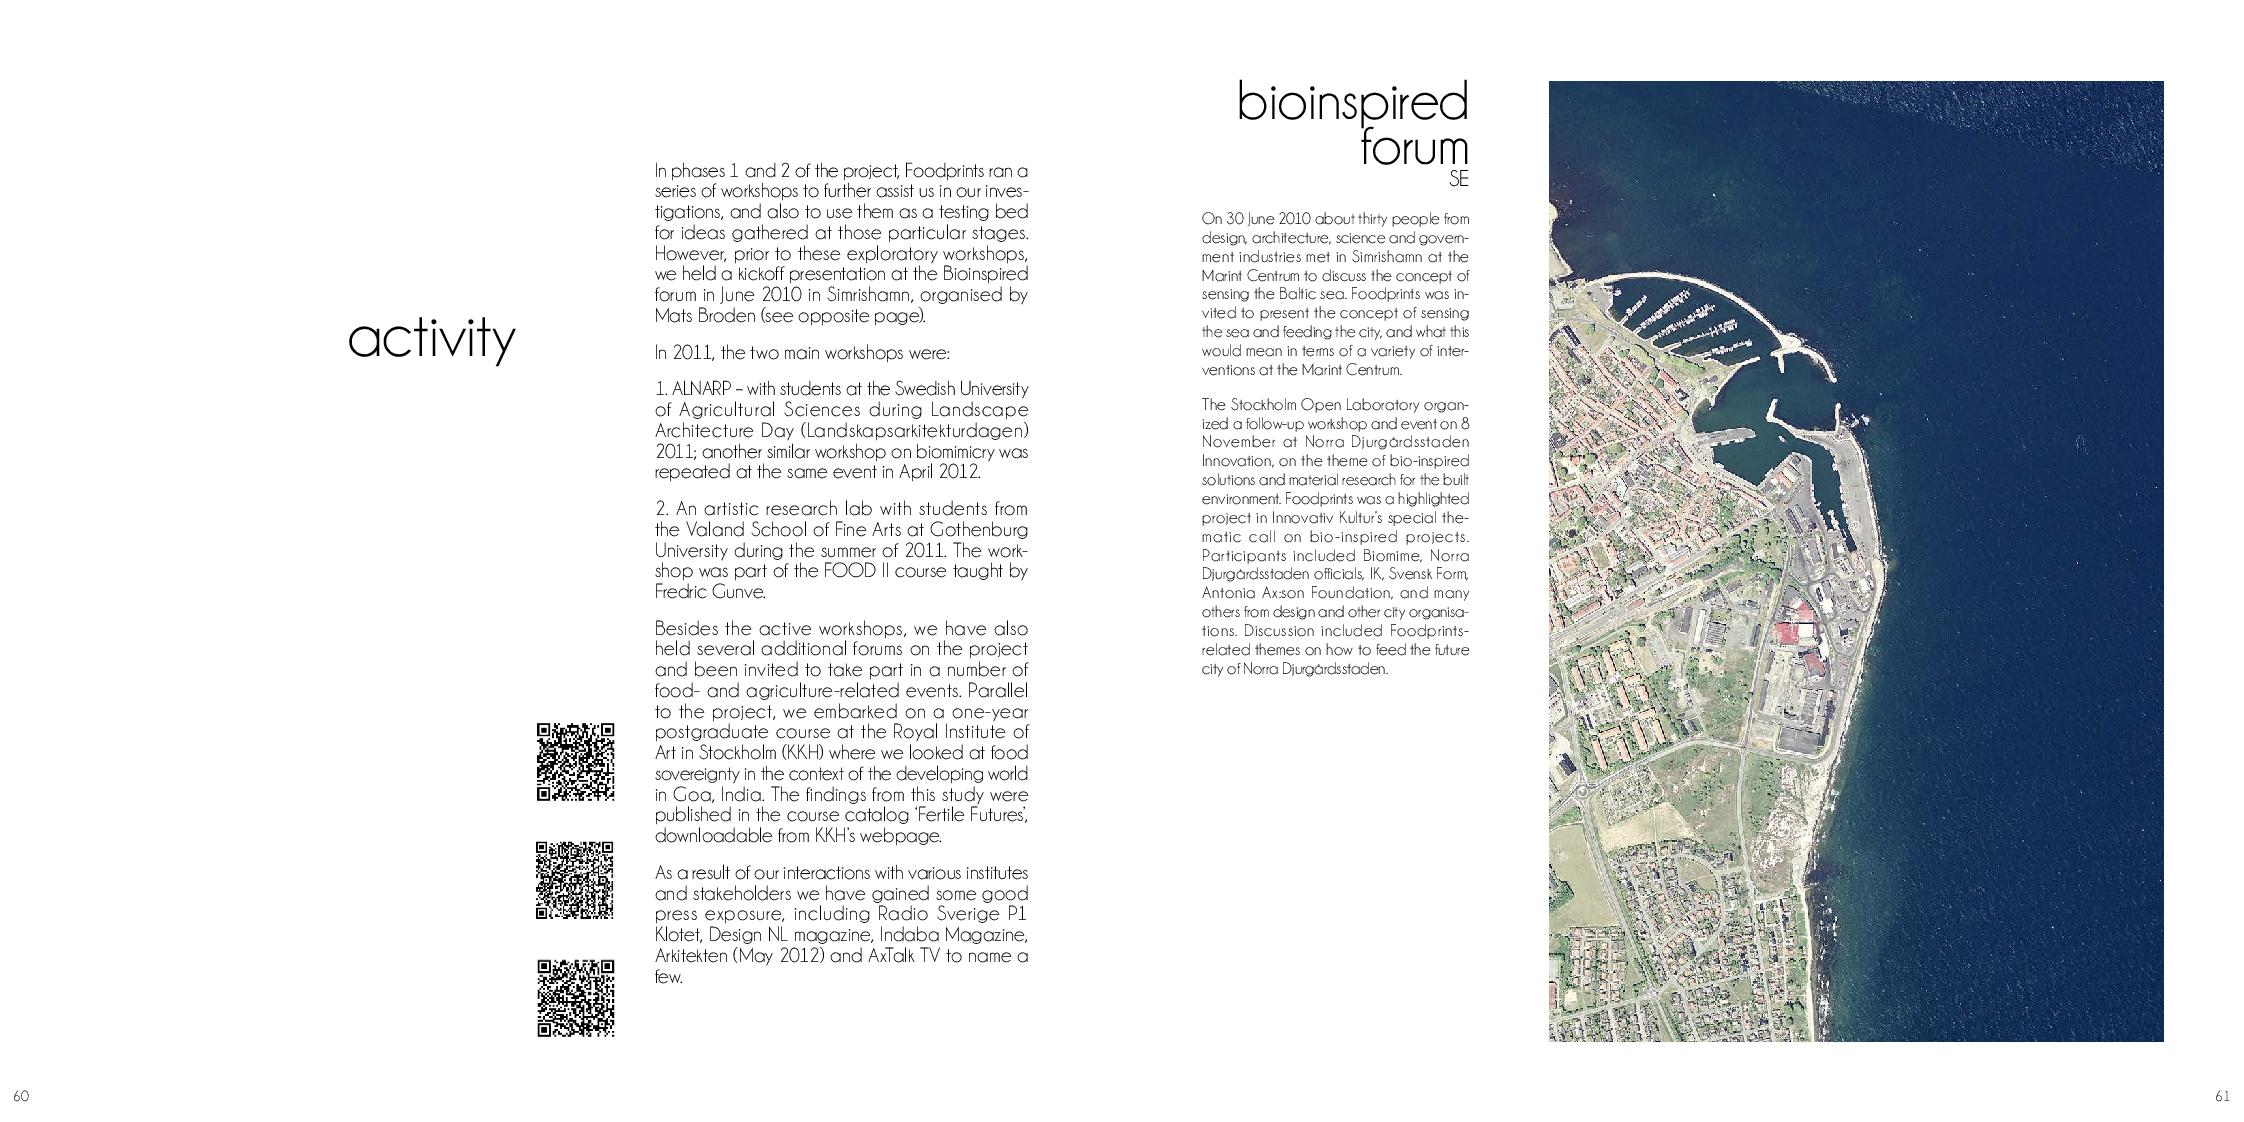 activity
In phases 1 and 2 of the project, Foodprints ran a
series of workshops to further assist us in our inves-
tigations, and also to use them as a testing bed
for ideas gathered at those particular stages.
However, prior to these exploratory workshops,
we held a kickoff presentation at the Bioinspired
forum in June 2010 in Simrishamn, organised by
Mats Broden (see opposite page).
In 2011, the two main workshops were:
1. ALNARP – with students at the Swedish University
of Agricultural Sciences during Landscape
Architecture Day (Landskapsarkitekturdagen)
2011; another similar workshop on biomimicry was
repeated at the same event in April 2012.
2. An artistic research lab with students from
the Valand School of Fine Arts at Gothenburg
University during the summer of 2011. The work-
shop was part of the FOOD II course taught by
Fredric Gunve.
Besides the active workshops, we have also
held several additional forums on the project
and been invited to take part in a number of
food- and agriculture-related events. Parallel
to the project, we embarked on a one-year
postgraduate course at the Royal Institute of
Art in Stockholm (KKH) where we looked at food
sovereignty in the context of the developing world
in Goa, India. The findings from this study were
published in the course catalog ‘Fertile Futures’,
downloadable from KKH’s webpage.
As a result of our interactions with various institutes
and stakeholders we have gained some good
press exposure, including Radio Sverige P1
Klotet, Design NL magazine, Indaba Magazine,
Arkitekten (May 2012) and AxTalk TV to name a
few.
60
bioinspired
forum
SE
On 30 June 2010 about thirty people from
design, architecture, science and govern-
ment industries met in Simrishamn at the
Marint Centrum to discuss the concept of
sensing the Baltic sea. Foodprints was in-
vited to present the concept of sensing
the sea and feeding the city, and what this
would mean in terms of a variety of inter-
ventions at the Marint Centrum.
The Stockholm Open Laboratory organ-
ized a follow-up workshop and event on 8
November at Norra Djurgårdsstaden
Innovation, on the theme of bio-inspired
solutions and material research for the built
environment. Foodprints was a highlighted
project in Innovativ Kultur’s special the-
matic call on bio-inspired projects.
Participants included Biomime, Norra
Djurgårdsstaden officials, IK, Svensk Form,
Antonia Ax:son Foundation, and many
others from design and other city organisa-
tions. Discussion included Foodprints-
related themes on how to feed the future
city of Norra Djurgårdsstaden.
61